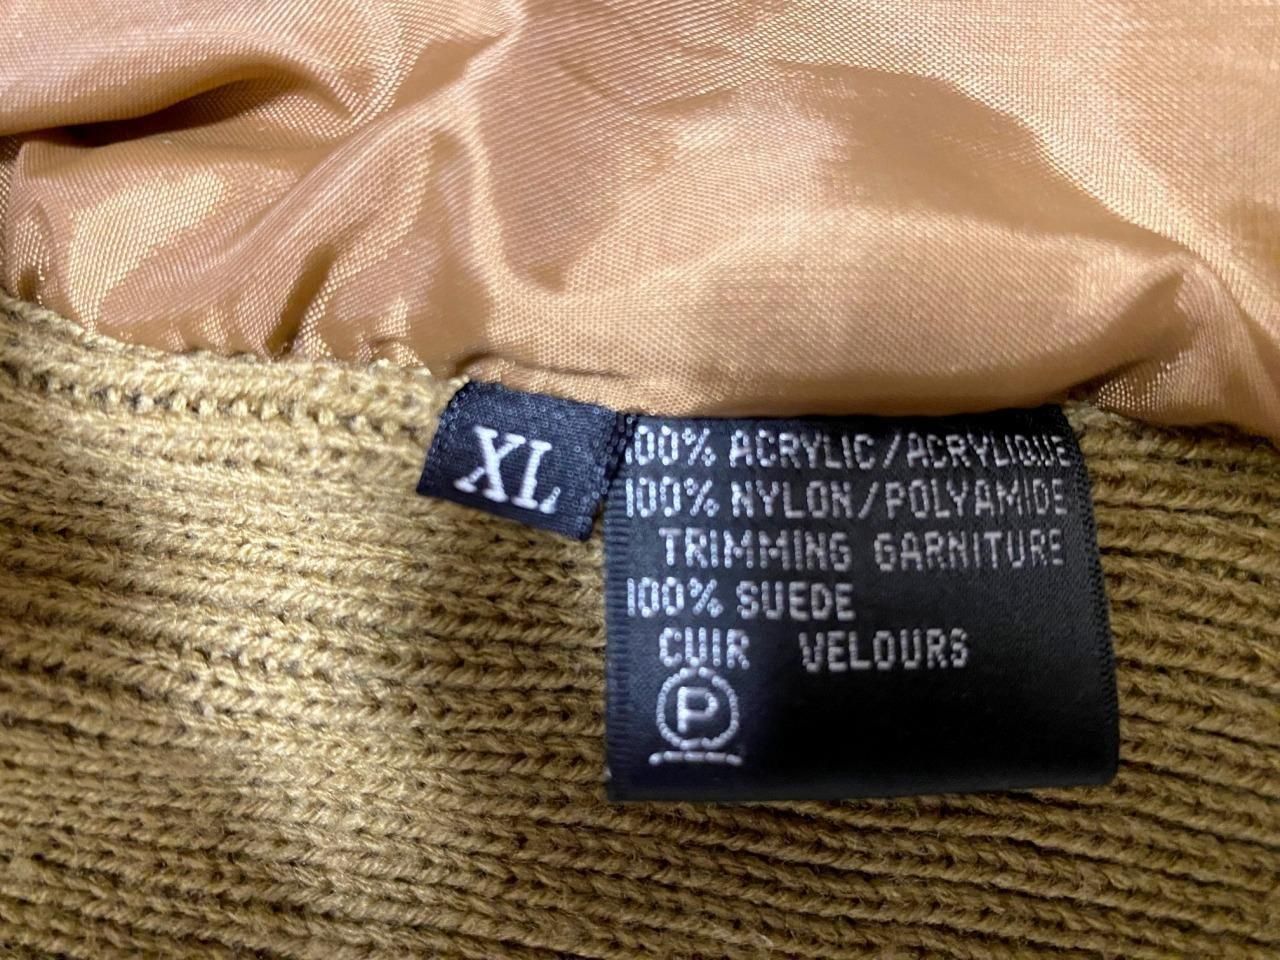 XL
100% ACRYLIC/ACRYLIQUE
100% NYLON/POLYAMIDE
TRIMMING GARNITURE
100% SUEDE
CUIR VELOURS
P